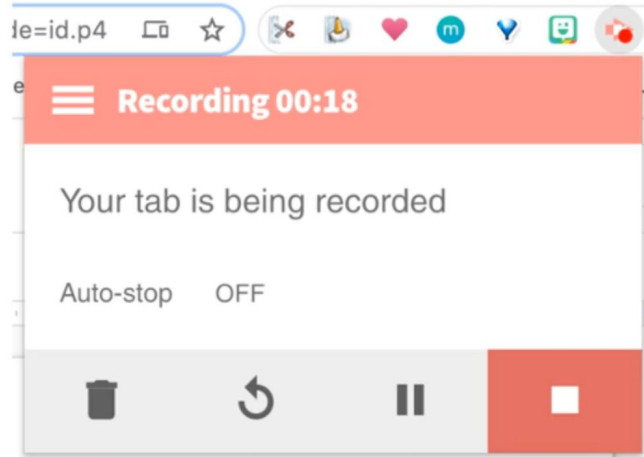 de=id.p4
m
e
Recording 00:18
Your tab is being recorded
Auto-stop OFF